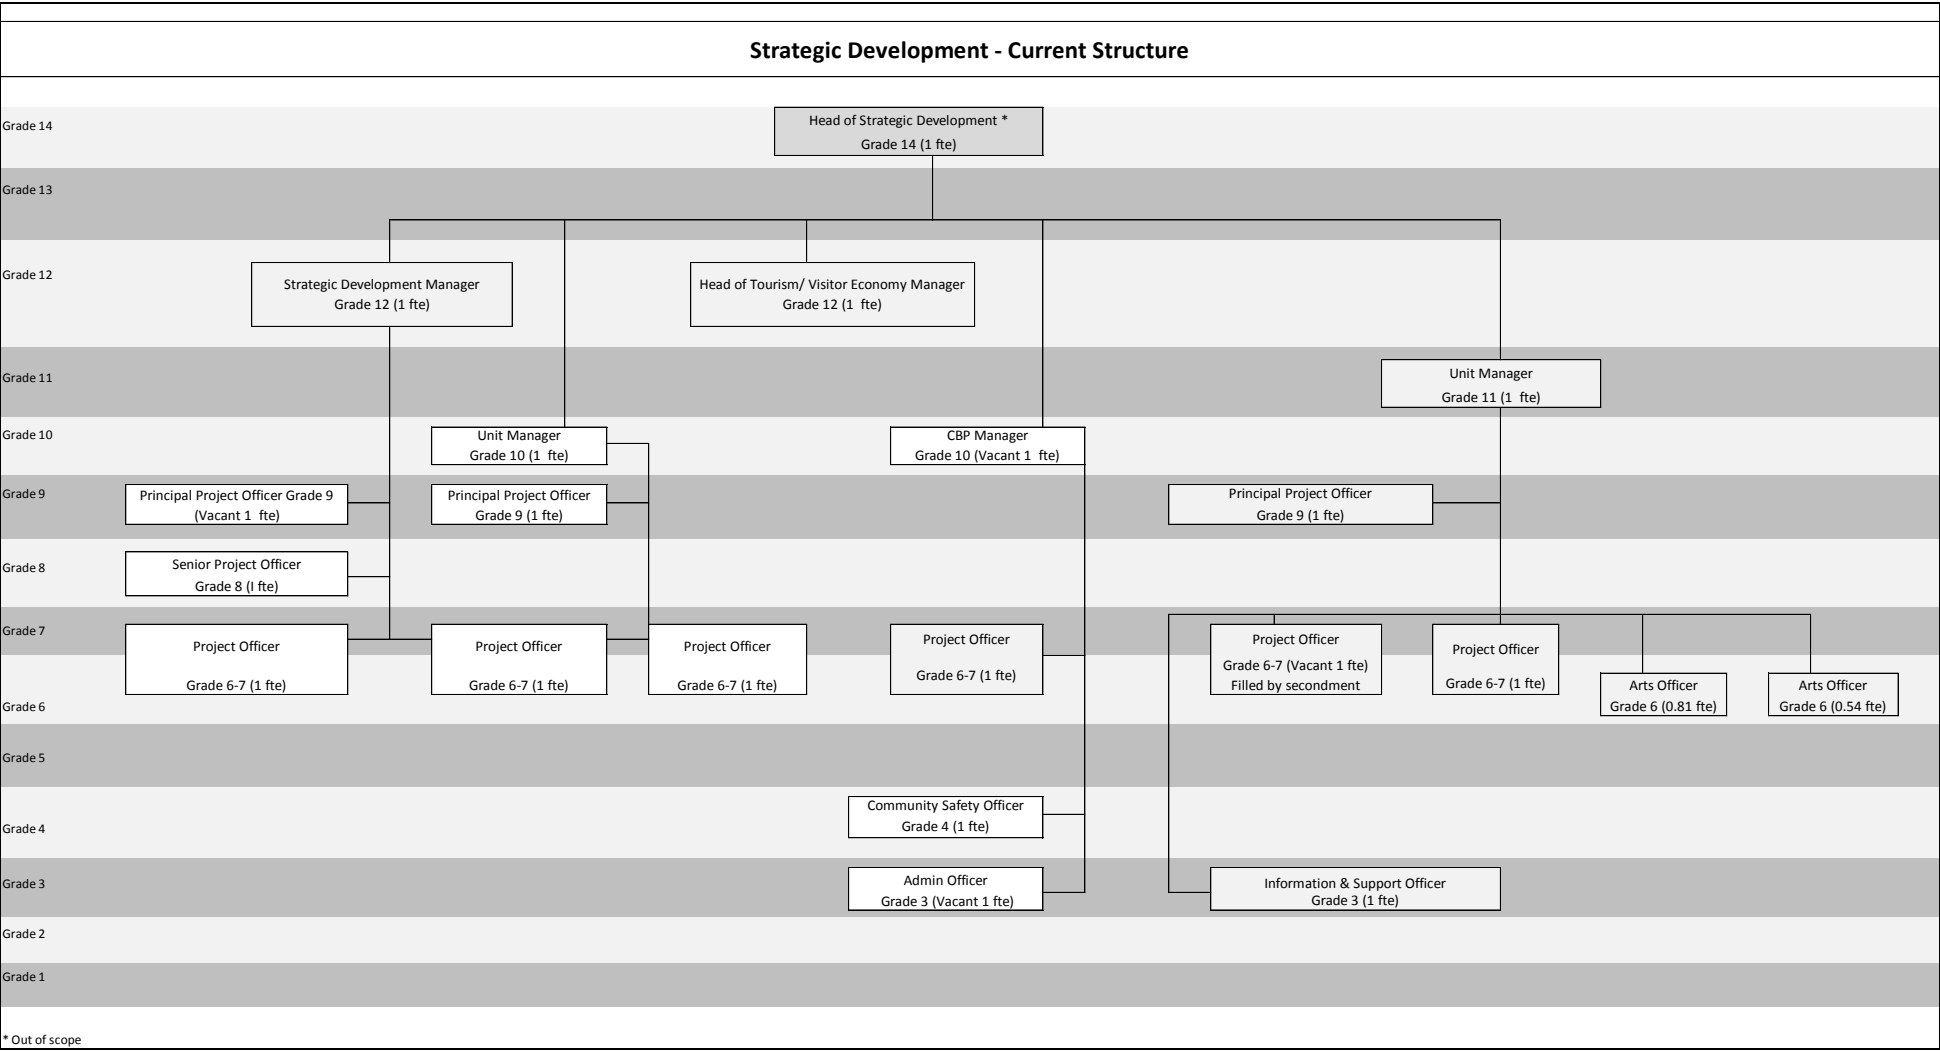 Strategic Development - Current Structure
Grade 14
Head of Strategic Development *
Grade 14 (1 fte)
Grade 13
Grade 12
Strategic Development Manager
Grade 12 (1 fte)
Head of Tourism/ Visitor Economy Manager
Grade 12 (1 fte)
Grade 11
Unit Manager
Grade 11 (1 fte)
Grade 10
Unit Manager
Grade 10 (1 fte)
CBP Manager
Grade 10 (Vacant 1 fte)
Grade 9
Principal Project Officer Grade 9
(Vacant 1 fte)
Principal Project Officer
Grade 9 (1 fte)
Principal Project Officer
Grade 9 (1 fte)
Grade 8
Senior Project Officer
Grade 8 (I fte)
Grade 7
Project Officer
Grade 6-7 (1 fte)
Project Officer
Grade 6-7 (1 fte)
Project Officer
Grade 6-7 (1 fte)
Project Officer
Grade 6-7 (1 fte)
Project Officer
Grade 6-7 (Vacant 1 fte)
Filled by secondment
Project Officer
Grade 6-7 (1 fte)
Arts Officer
Grade 6 (0.81 fte)
Arts Officer
Grade 6 (0.54 fte)
Grade 6
Grade 5
Community Safety Officer
Grade 4 (1 fte)
Grade 4
Grade 3
Admin Officer
Grade 3 (Vacant 1 fte)
Information & Support Officer
Grade 3 (1 fte)
Grade 2
Grade 1
* Out of scope